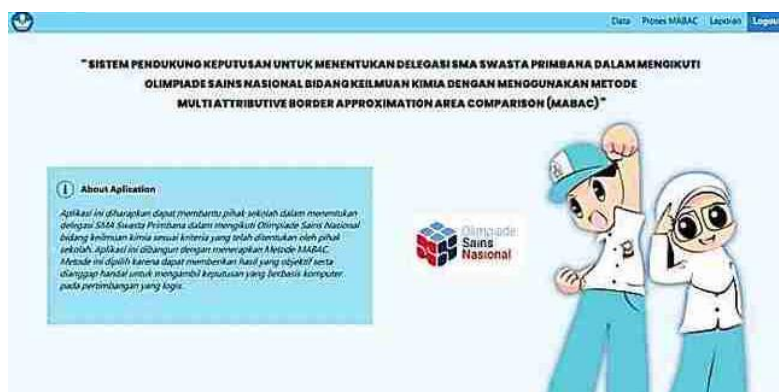 Data Proses MABAC Laporan Logout
"SISTEM PENDUKUNG KEPUTUSAN UNTUK MENENTUKAN DELEGASI SMA SWASTA PRIMBANA DALAM MENGIKUTI
OLIMPIADE SAINS NASIONAL BIDANG KEILMUAN KIMIA DENGAN MENGGUNAKAN METODE
MULTI ATTRIBUTIVE BORDER APPROXIMATION AREA COMPARISON (MABAC)"
i About Aplication
Aplikasi ini diharapkan dapat membantu pihak sekolah dalam menentukan
delegasi SMA Swasta Primbana dalam mengikuti Olimpiade Sains Nasional
bidang keilmuan kimia sesuai kriteria yang telah ditentukan oleh pihak
sekolah. Aplikasi ini dibangun dengan menerapkan Metode MABAC.
Metode ini dipilih karena dapat memberikan hasil yang objektif serta
dianggap handal untuk mengambil keputusan yang berbasis komputer
pada pertimbangan yang logis.
Olimpiade
Sains
Nasional